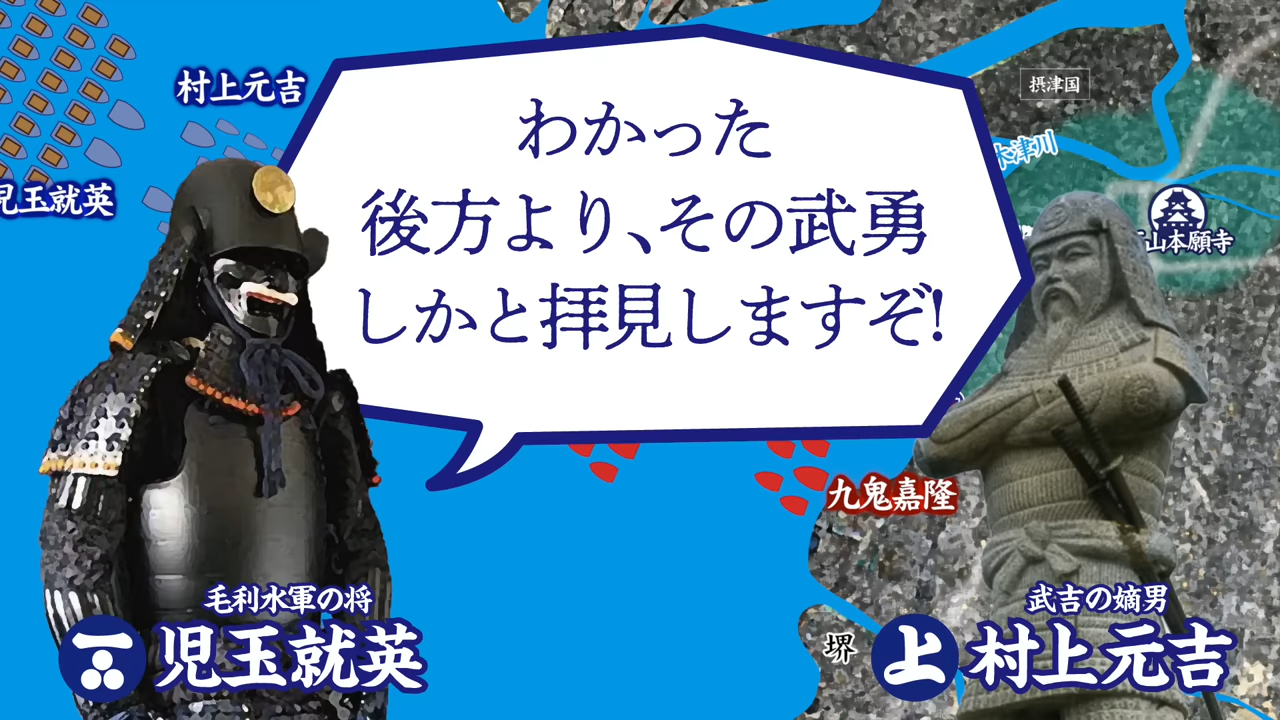 村上元吉
摂津国
木津川
児玉就英
山本願寺
わかった
後方より、その武勇
しかと拝見しますぞ!
九鬼嘉隆
毛利水軍の将
児玉就英
堺
武吉の嫡男
上
村上元吉